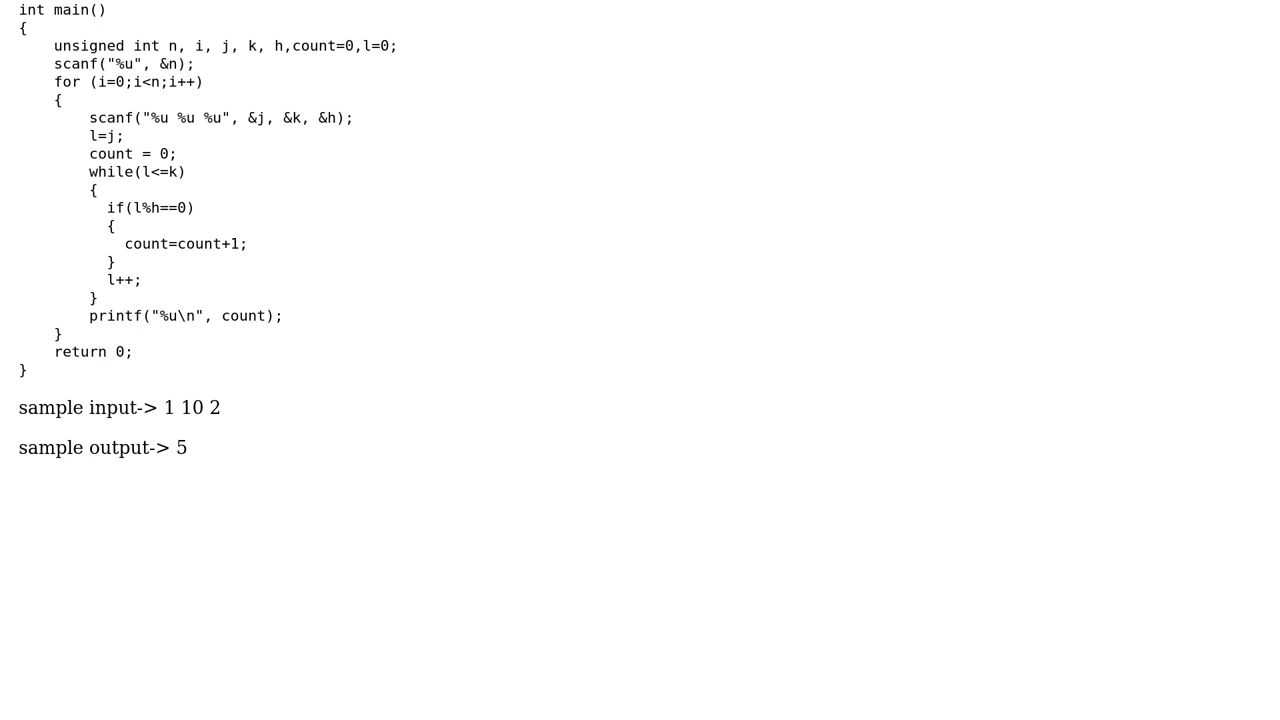 int main()
{
    unsigned int n, i, j, k, h,count=0,l=0;
    scanf("%u", &n);
    for (i=0;i<n;i++)
    {
        scanf("%u %u %u", &j, &k, &h);
        l=j;
        count = 0;
        while(l<=k)
        {
          if(l%h==0)
          {
            count=count+1;
          }
          l++;
        }
        printf("%u\n", count);
    }
    return 0;
}
sample input-> 1 10 2
sample output-> 5